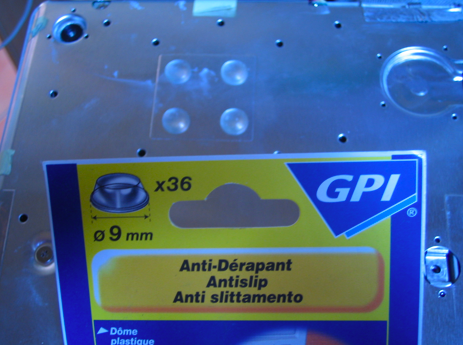 x36
GPI
®
ø 9 mm
Anti-Dérapant
Antislip
Anti slittamento
Dôme
plastique